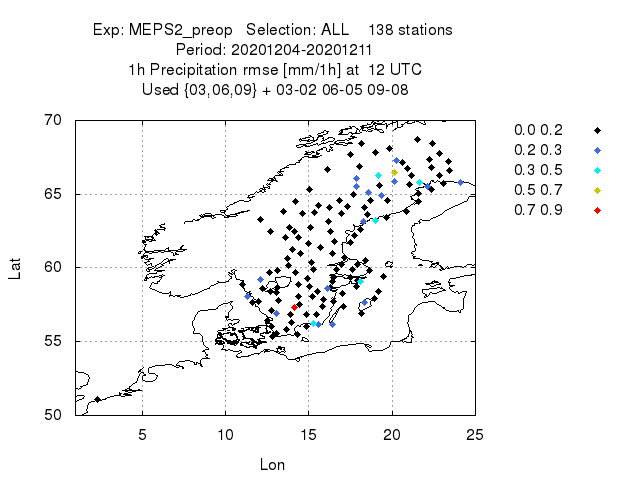 Exp: MEPS2_preop Selection: ALL 138 stations
Period: 20201204-20201211
1h Precipitation rmse [mm/1h] at 12 UTC
Used {03,06,09} + 03-02 06-05 09-08
70
65
60
55
50
Lat
5 10 15 20 25
Lon
0.0 0.2
0.2 0.3
0.3 0.5
0.5 0.7
0.7 0.9